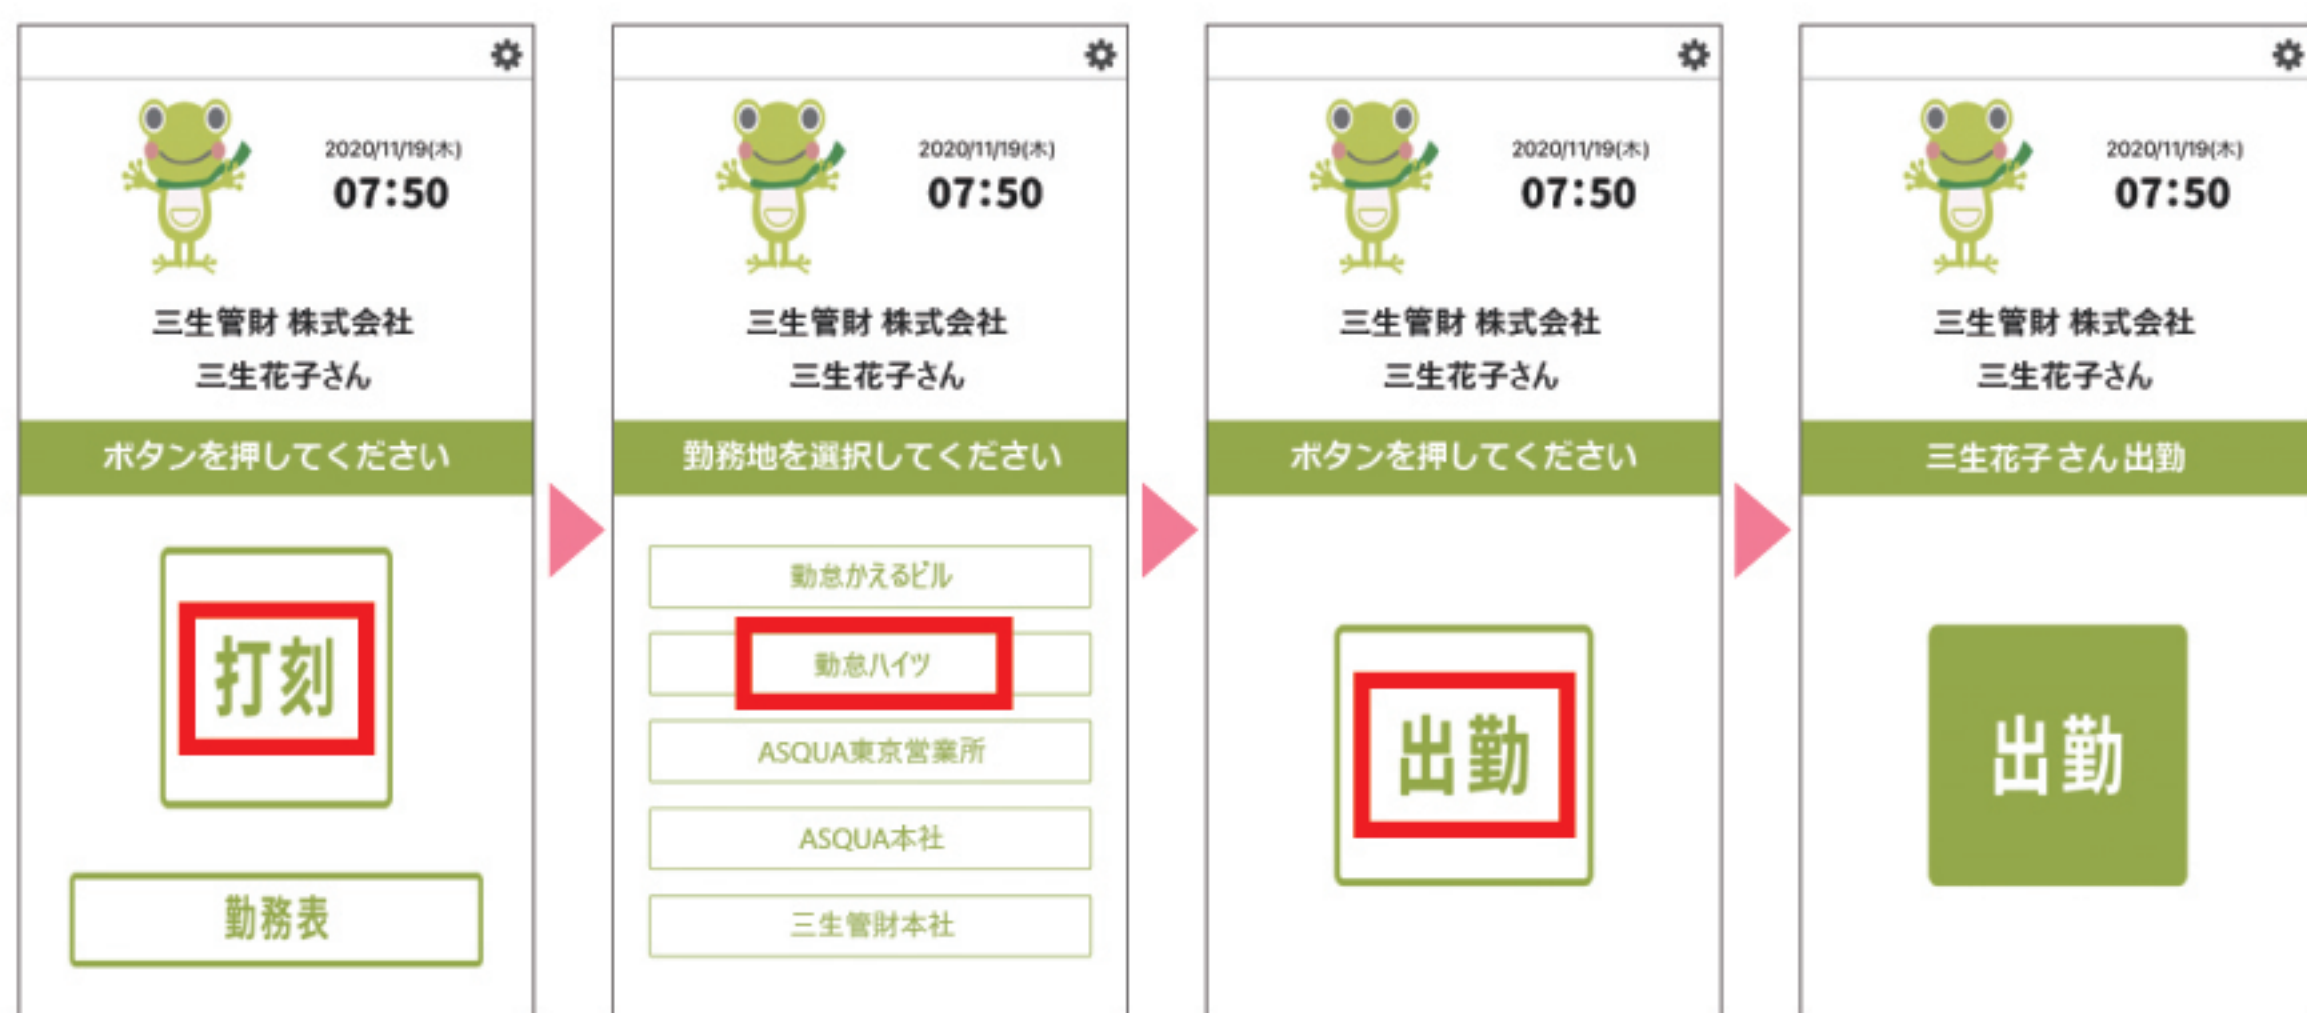 2020/11/19(木)
07:50
三生管財 株式会社
三生花子さん
ボタンを押してください
打刻
勤務表
2020/11/19(木)
07:50
三生管財 株式会社
三生花子さん
勤務地を選択してください
勤怠かえるビル
勤怠ハイツ
ASQUA東京営業所
ASQUA本社
三生管財本社
2020/11/19(木)
07:50
三生管財 株式会社
三生花子さん
ボタンを押してください
出勤
2020/11/19(木)
07:50
三生管財 株式会社
三生花子さん
三生花子 さん 出勤
出勤